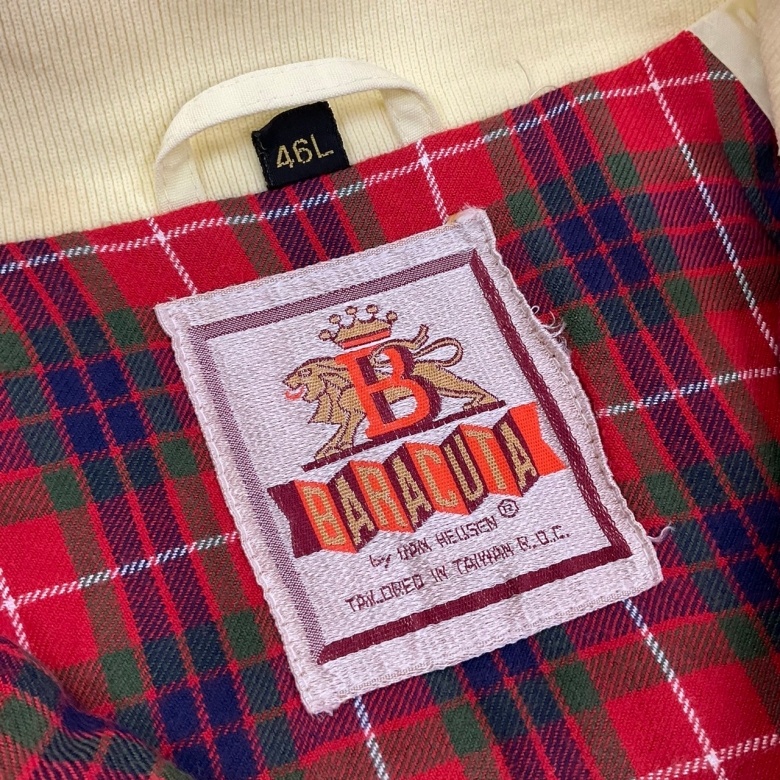 46L
B
BARACUTA
by VAN HEUSEN ®
TAILORED IN TAIWAN R.O.C.